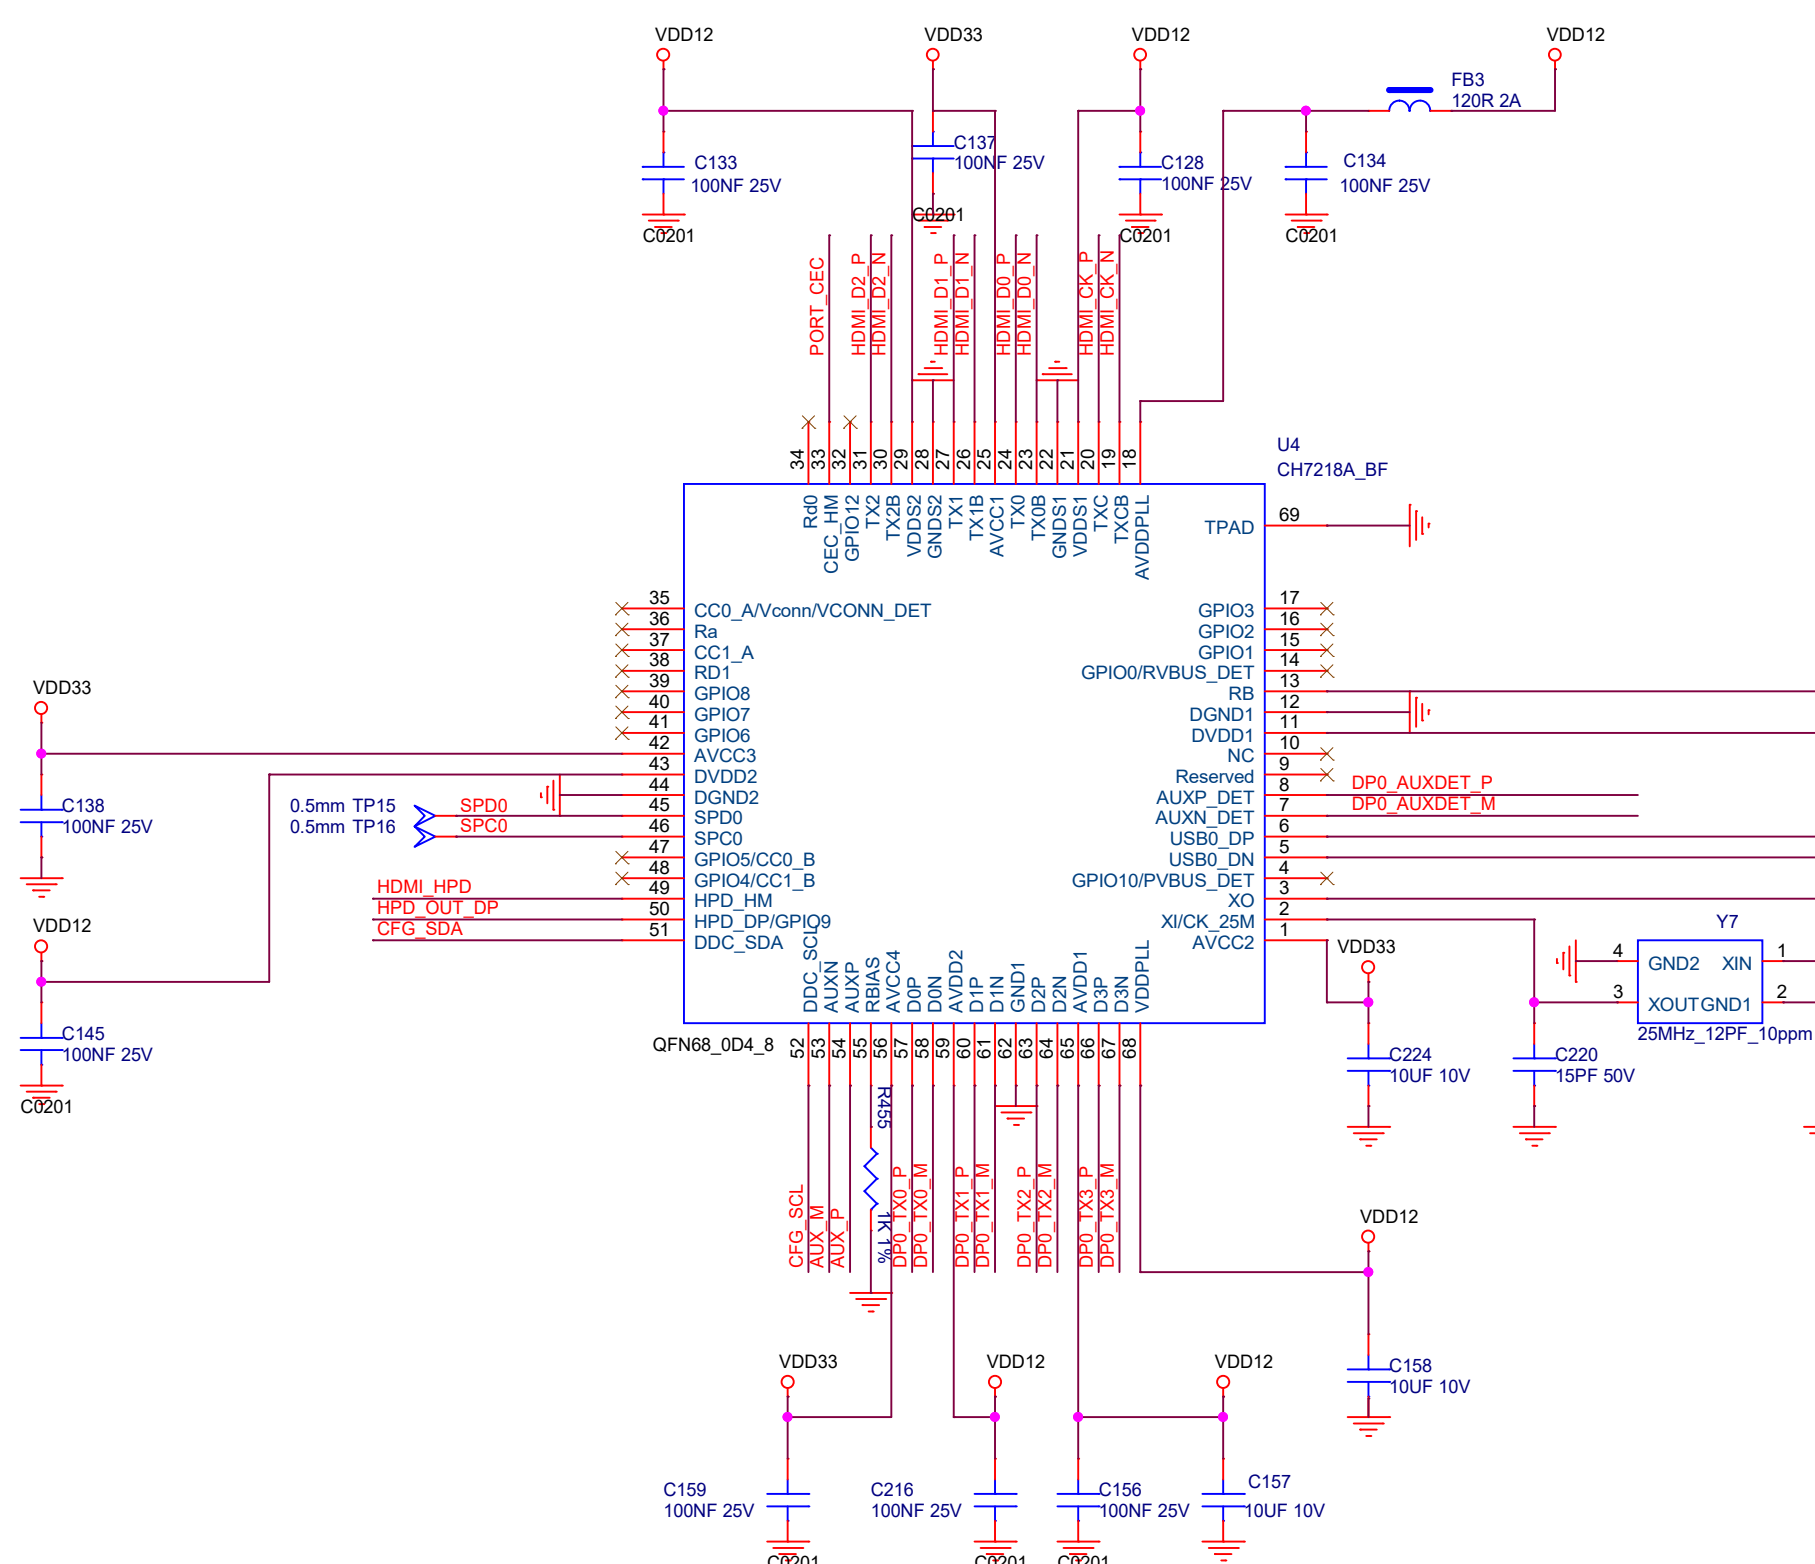 VDD12
VDD33
VDD12
VDD12
FB3
120R 2A
C133
100NF 25V
C0201
C137
100NF 25V
C0201
C128
100NF 25V
C0201
C134
100NF 25V
C0201
PORT_CEC
HDMI_D2_P
HDMI_D2_N
HDMI_D1_P
HDMI_D1_N
HDMI_D0_P
HDMI_D0_N
HDMI_CK_P
HDMI_CK_N
U4
CH7218A_BF
34 Rd0
33 CEC_HM
32 GPIO12
31 TX2
30 TX2B
29 VDDS2
28 GNDS2
27 TX1
26 TX1B
25 AVCC1
24 TX0
23 TX0B
22 GNDS1
21 VDDS1
20 TXC
19 TXCB
18 AVDDPLL
TPAD 69
35 CC0_A/Vconn/VCONN_DET
36 Ra
37 CC1_A
38 RD1
39 GPIO8
40 GPIO7
41 GPIO6
42 AVCC3
43 DVDD2
44 DGND2
45 SPD0
46 SPC0
47 GPIO5/CC0_B
48 GPIO4/CC1_B
49 HPD_HM
50 HPD_DP/GPIO9
51 DDC_SDA
GPIO3 17
GPIO2 16
GPIO1 15
GPIO0/RVBUS_DET 14
RB 13
DGND1 12
DVDD1 11
NC 10
Reserved 9
AUXP_DET 8
AUXN_DET 7
USB0_DP 6
USB0_DN 5
GPIO10/PVBUS_DET 4
XO 3
XI/CK_25M 2
AVCC2 1
DP0_AUXDET_P
DP0_AUXDET_M
VDD33
C138
100NF 25V
0.5mm TP15 SPD0
0.5mm TP16 SPC0
HDMI_HPD
HPD_OUT_DP
CFG_SDA
VDD12
C145
100NF 25V
C0201
VDD33
C224
10UF 10V
Y7
4 GND2 XIN 1
3 XOUT GND1 2
25MHz_12PF_10ppm
C220
15PF 50V
QFN68_0D4_8
52 DDC_SCL
53 AUXN
54 AUXP
55 RBIAS
56 AVCC4
57 D0P
58 D0N
59 AVDD2
60 D1P
61 D1N
62 GND1
63 D2P
64 D2N
65 AVDD1
66 D3P
67 D3N
68 VDDPLL
R455
1K 1%
CFG_SCL
AUX_M
AUX_P
DP0_TX0_P
DP0_TX0_M
DP0_TX1_P
DP0_TX1_M
DP0_TX2_P
DP0_TX2_M
DP0_TX3_P
DP0_TX3_M
VDD12
C158
10UF 10V
VDD33
VDD12
VDD12
C159
100NF 25V
C0201
C216
100NF 25V
C0201
C156
100NF 25V
C0201
C157
10UF 10V